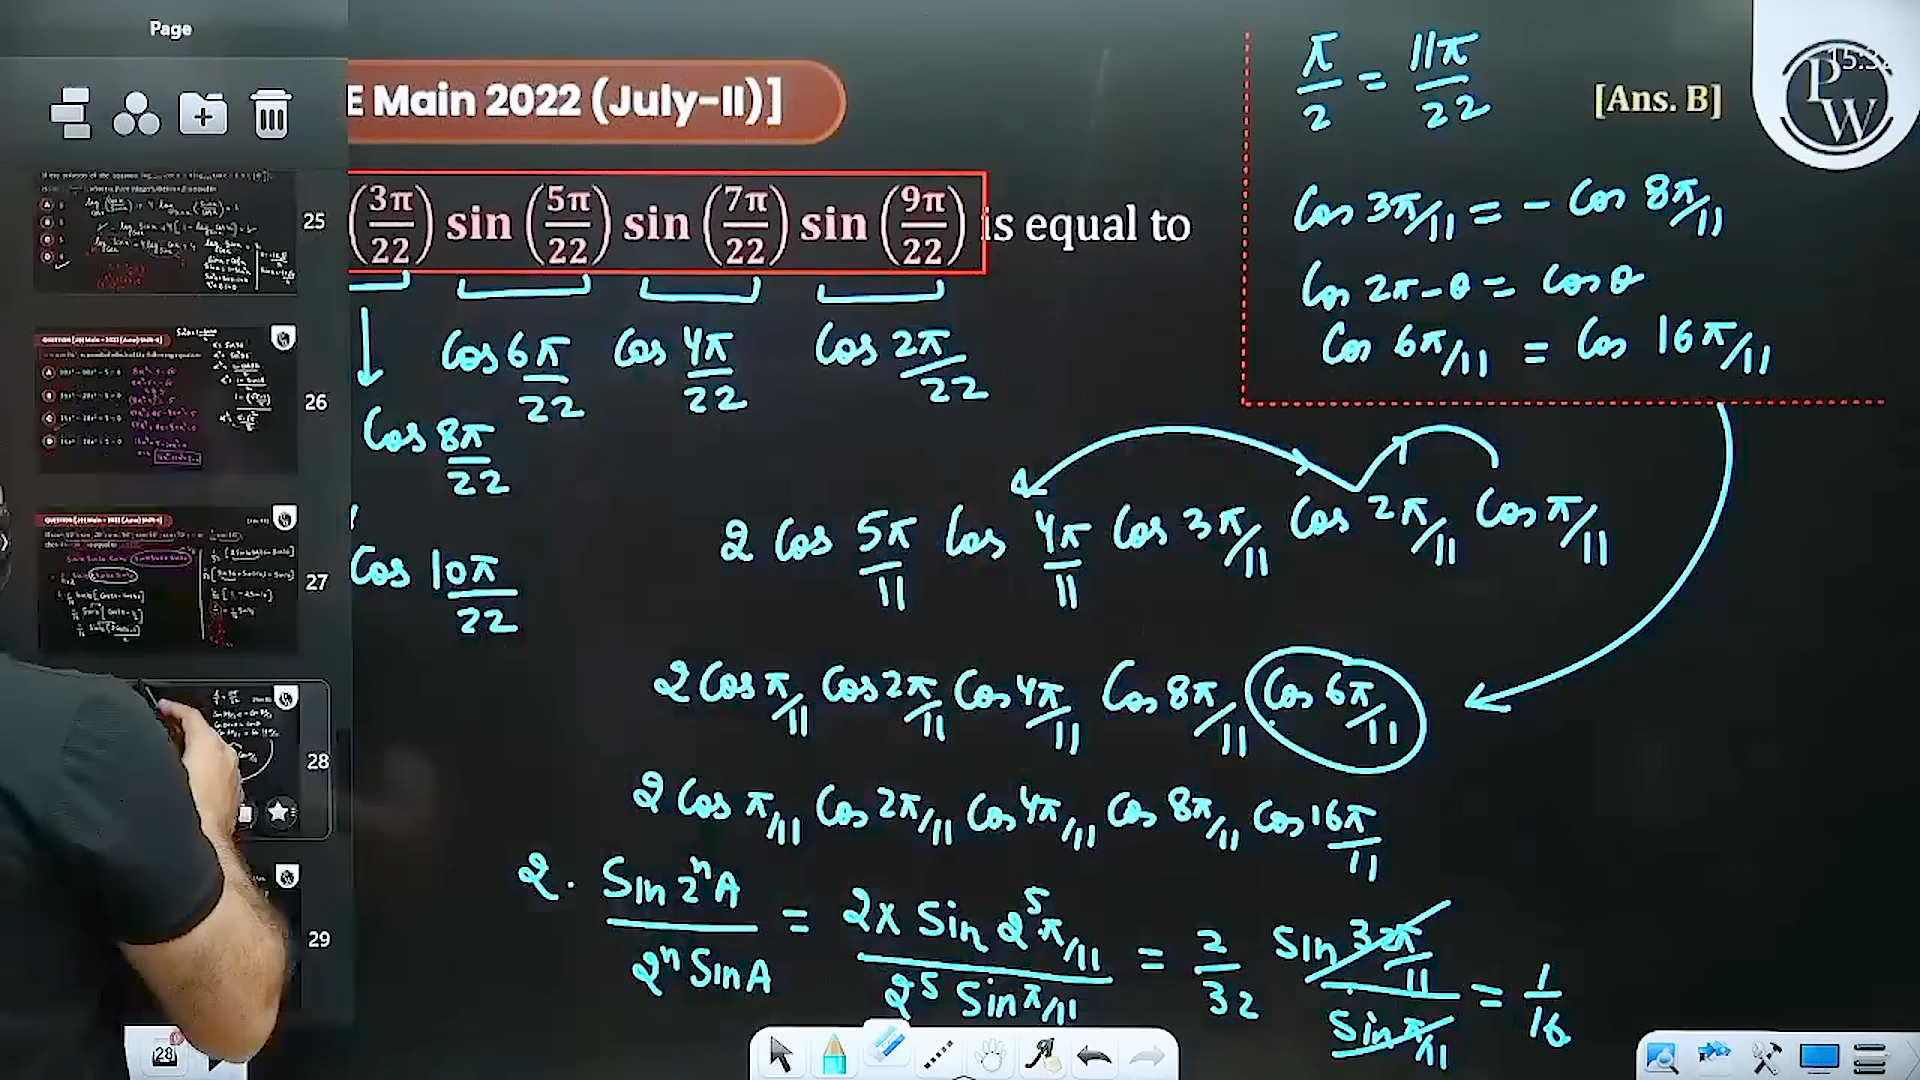 Page
E Main 2022 (July-II)]
[Ans. B]
15:3
PW
π/2 = 11π/22
(3π/22) sin (5π/22) sin (7π/22) sin (9π/22) is equal to
Cos 3π/11 = - Cos 8π/11
Cos 2π-θ = Cosθ
Cos 6π/11 = Cos 16π/11
Cos 6π/22 Cos 4π/22 Cos 2π/22
Cos 8π/22
Cos 10π/22
2 Cos 5π/11 Cos 4π/11 Cos 3π/11 Cos 2π/11 Cos π/11
2 Cos π/11 Cos 2π/11 Cos 4π/11 Cos 8π/11 Cos 6π/11
2 Cos π/11 Cos 2π/11 Cos 4π/11 Cos 8π/11 Cos 16π/11
2. Sin 2ⁿA / 2ⁿ Sin A = 2x Sin 2⁵π/11 / 2⁵ Sin π/11 = 2/32 Sin 32π/11 / Sin π/11 = 1/16
25
26
27
28
29
28